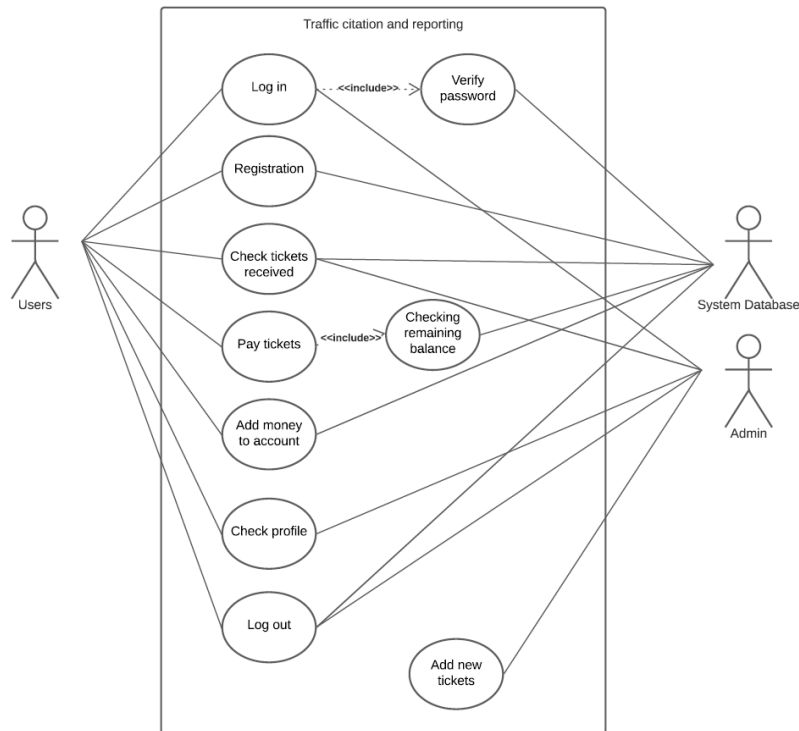 Traffic citation and reporting
Log in
<<include>>
Verify
password
Registration
Check tickets
received
Users
System Database
Pay tickets
<<include>>
Checking
remaining
balance
Add money
to account
Admin
Check profile
Log out
Add new
tickets